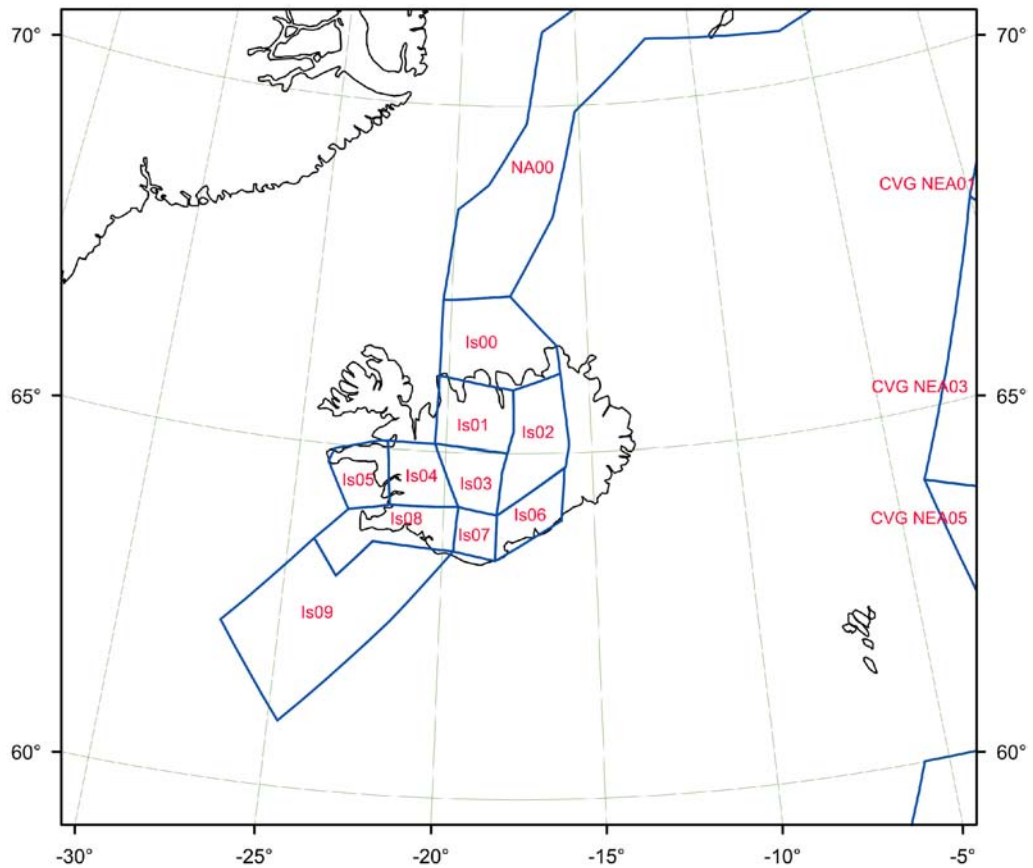 70°
70°
NA00
CVG NEA01
Is00
65°
CVG NEA03
65°
Is01
Is02
Is05
Is04
Is03
Is08
Is06
CVG NEA05
Is07
Is09
60°
60°
-30°
-25°
-20°
-15°
-10°
-5°